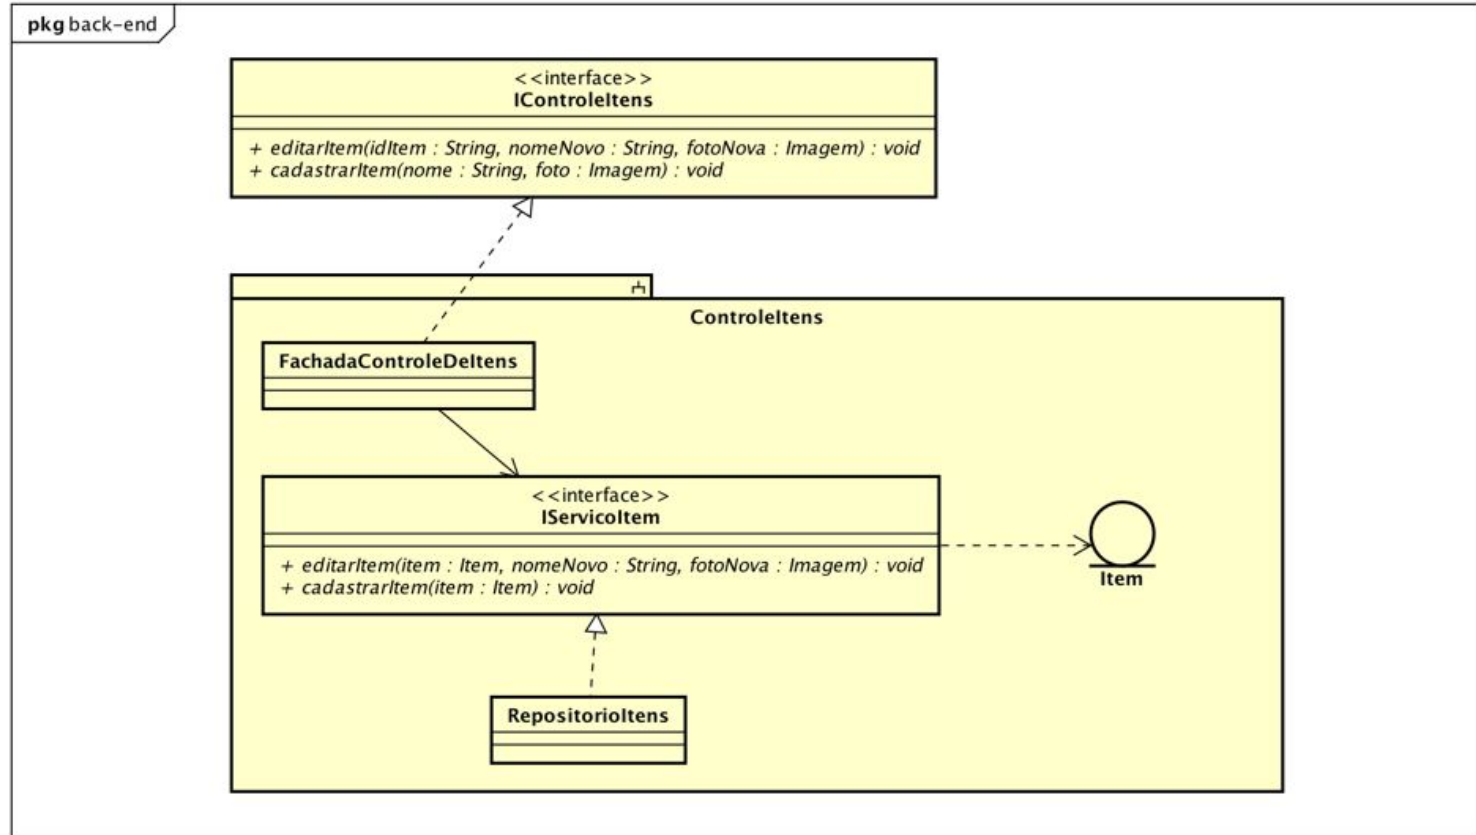 pkg back-end
<<interface>>
IControleItens
+ editarItem(idItem : String, nomeNovo : String, fotoNova : Imagem) : void
+ cadastrarItem(nome : String, foto : Imagem) : void
ControleItens
FachadaControleDeItens
<<interface>>
IServicoItem
+ editarItem(item : Item, nomeNovo : String, fotoNova : Imagem) : void
+ cadastrarItem(item : Item) : void
Item
RepositorioItens